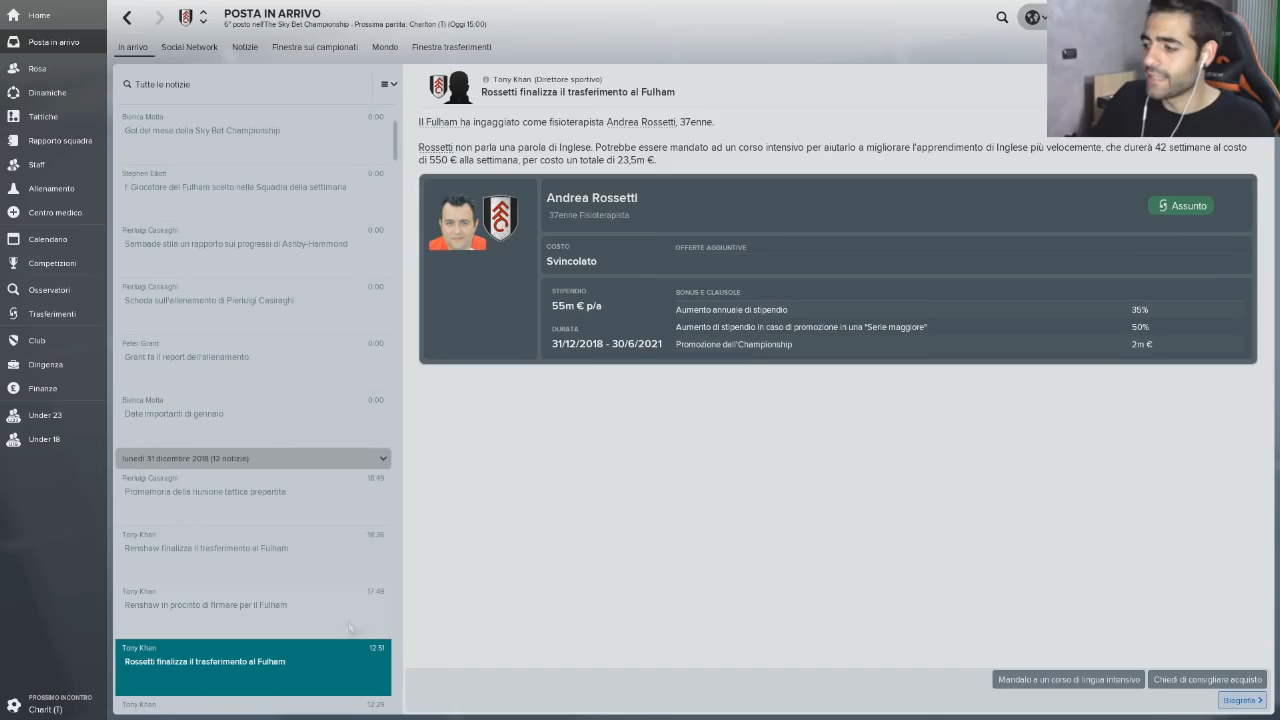 Home
Posta in arrivo
Rosa
Dinamiche
Tattiche
Rapporto squadra
Staff
Allenamento
Centro medico
Calendario
Competizioni
Osservatori
Trasferimenti
Club
Dirigenza
Finanze
Under 23
Under 18
PROSSIMO INCONTRO
Charlt (T)
POSTA IN ARRIVO
6° posto nell'The Sky Bet Championship - Prossima partita: Charlton (T) (Oggi 15:00)
In arrivo Social Network Notizie Finestra sui campionati Mondo Finestra trasferimenti
Tutte le notizie
Bianca Motta 0:00
Gol del mese della Sky Bet Championship
Stephen Elliott 0:00
1 Giocatore del Fulham scelto nella Squadra della settimana
Pierluigi Casiraghi 0:00
Sambade stila un rapporto sui progressi di Ashby-Hammond
Pierluigi Casiraghi 0:00
Scheda sull'allenamento di Pierluigi Casiraghi
Peter Grant 0:00
Grant fa il report dell'allenamento
Bianca Motta 0:00
Date importanti di gennaio
lunedì 31 dicembre 2018 (12 notizie)
Pierluigi Casiraghi 18:49
Promemoria della riunione tattica prepartita
Tony Khan 18:36
Renshaw finalizza il trasferimento al Fulham
Tony Khan 17:49
Renshaw in procinto di firmare per il Fulham
Tony Khan 12:51
Rossetti finalizza il trasferimento al Fulham
Tony Khan 12:29
Tony Khan (Direttore sportivo)
Rossetti finalizza il trasferimento al Fulham
Il Fulham ha ingaggiato come fisioterapista Andrea Rossetti, 37enne.
Rossetti non parla una parola di Inglese. Potrebbe essere mandato ad un corso intensivo per aiutarlo a migliorare l'apprendimento di Inglese più velocemente, che durerà 42 settimane al costo
di 550 € alla settimana, per costo un totale di 23,5m €.
Andrea Rossetti
37enne Fisioterapista
Assunto
COSTO
Svincolato
OFFERTE AGGIUNTIVE
STIPENDIO
55m € p/a
DURATA
31/12/2018 - 30/6/2021
BONUS E CLAUSOLE
Aumento annuale di stipendio 35%
Aumento di stipendio in caso di promozione in una "Serie maggiore" 50%
Promozione dall'Championship 2m €
Mandalo a un corso di lingua intensivo
Chiedi di consigliare acquisto
Biografia